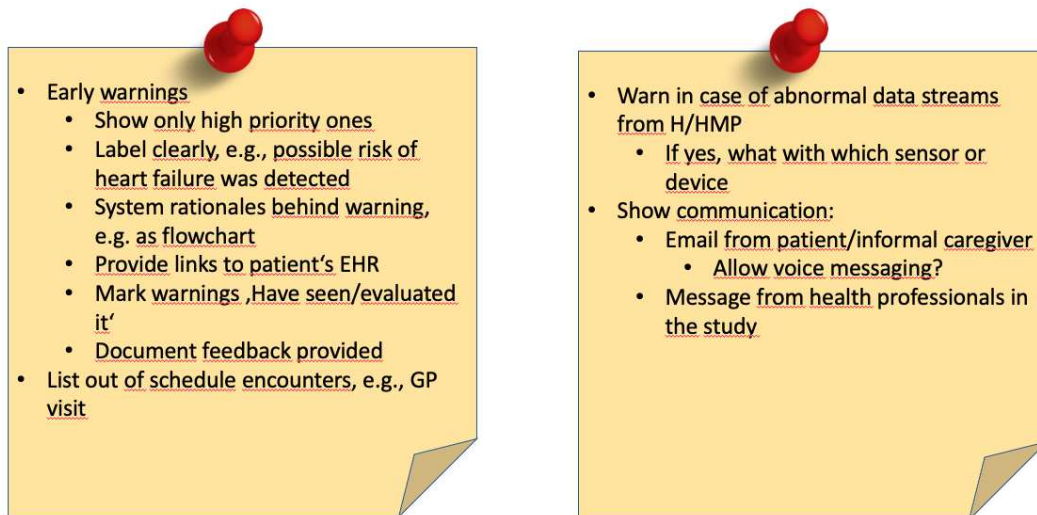 • Early warnings
• Show only high priority ones
• Label clearly, e.g., possible risk of
heart failure was detected
• System rationales behind warning,
e.g. as flowchart
• Provide links to patient‘s EHR
• Mark warnings ‚Have seen/evaluated
it‘
• Document feedback provided
• List out of schedule encounters, e.g., GP
visit
• Warn in case of abnormal data streams
from H/HMP
• If yes, what with which sensor or
device
• Show communication:
• Email from patient/informal caregiver
• Allow voice messaging?
• Message from health professionals in
the study